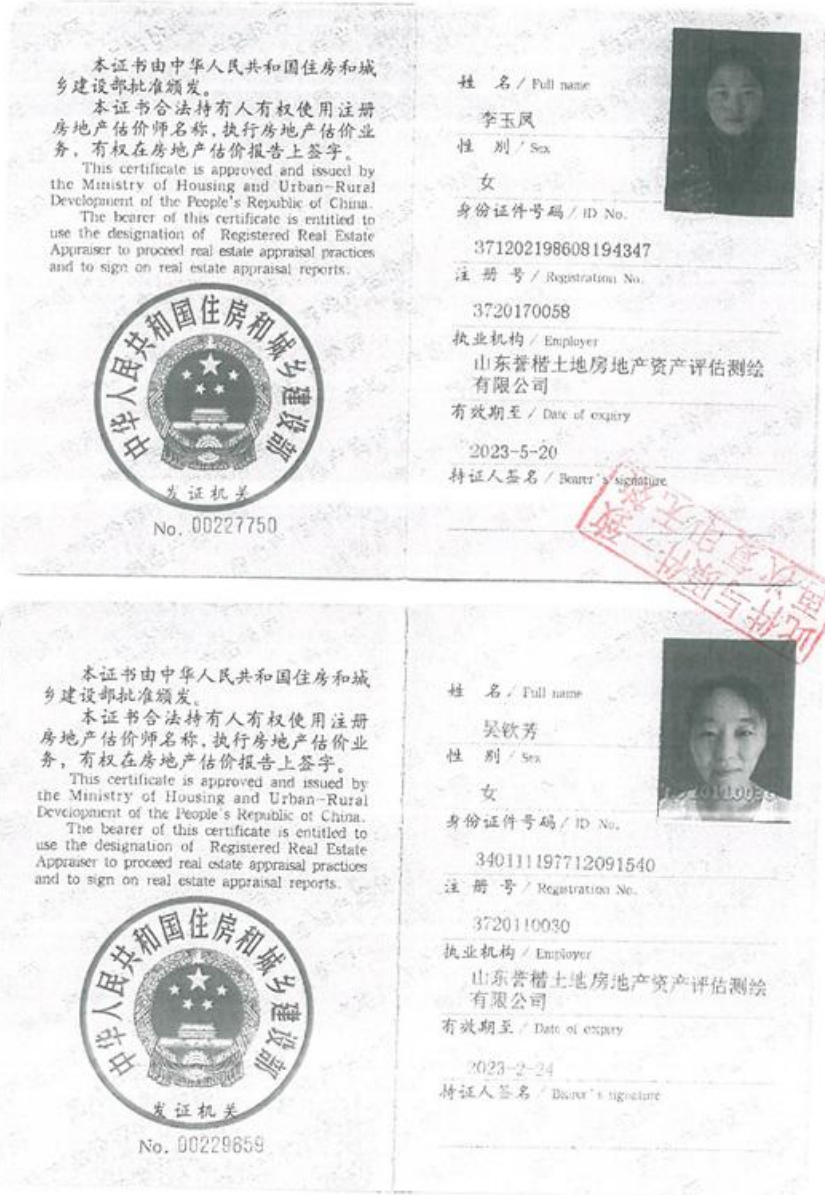 本证书由中华人民共和国住房和城
乡建设部批准颁发。
本证书合法持有人有权使用注册
房地产估价师名称，执行房地产估价业
务，有权在房地产估价报告上签字。
This certificate is approved and issued by
the Ministry of Housing and Urban-Rural
Development of the People's Republic of China.
The bearer of this certificate is entitled to
use the designation of Registered Real Estate
Appraiser to proceed real estate appraisal practices
and to sign on real estate appraisal reports.
中华人民共和国住房和城乡建设部
发证机关
No. 00227750
姓 名 / Full name
李玉凤
性 别 / Sex
女
身份证件号码 / ID No.
371202198608194347
注 册 号 / Registration No.
3720170058
执业机构 / Employer
山东誉楷土地房地产资产评估测绘
有限公司
有效期至 / Date of expiry
2023-5-20
持证人签名 / Bearer's signature
此件与原件一致
再次复印无效
本证书由中华人民共和国住房和城
乡建设部批准颁发。
本证书合法持有人有权使用注册
房地产估价师名称，执行房地产估价业
务，有权在房地产估价报告上签字。
This certificate is approved and issued by
the Ministry of Housing and Urban-Rural
Development of the People's Republic of China.
The bearer of this certificate is entitled to
use the designation of Registered Real Estate
Appraiser to proceed real estate appraisal practices
and to sign on real estate appraisal reports.
中华人民共和国住房和城乡建设部
发证机关
No. 00229859
姓 名 / Full name
吴钦芳
性 别 / Sex
女
身份证件号码 / ID No.
340111197712091540
注 册 号 / Registration No.
3720110030
执业机构 / Employer
山东誉楷土地房地产资产评估测绘
有限公司
有效期至 / Date of expiry
2023-2-24
持证人签名 / Bearer's signature